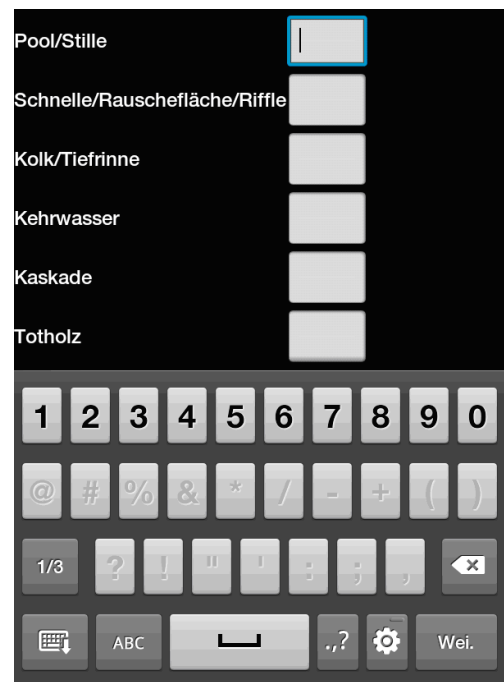 Pool/Stille
Schnelle/Rauschefläche/Riffle
Kolk/Tiefrinne
Kehrwasser
Kaskade
Totholz
1 2 3 4 5 6 7 8 9 0
@ # % & * / - + ( )
1/3 ? ! " ' : ; ,
ABC .,? Wei.